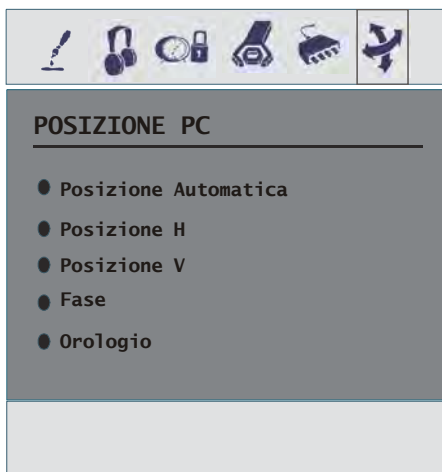 POSIZIONE PC
Posizione Automatica
Posizione H
Posizione V
Fase
Orologio